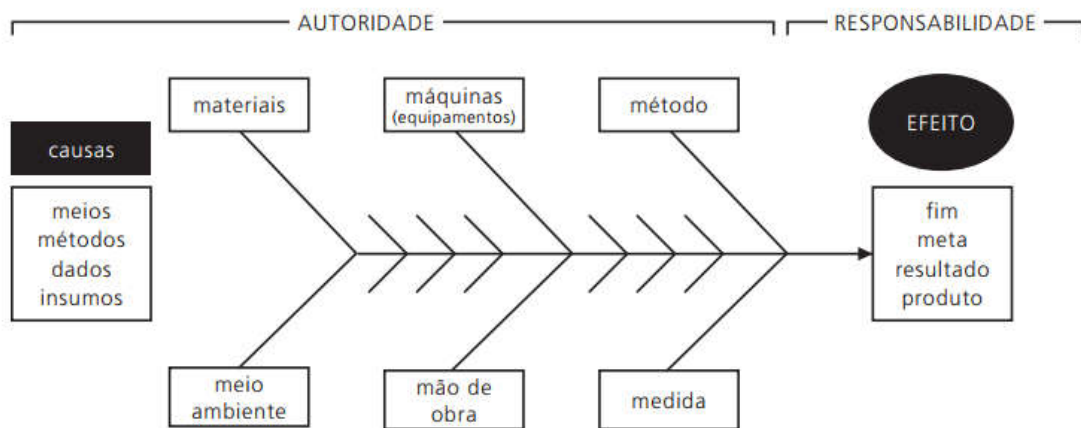 AUTORIDADE
RESPONSABILIDADE
materiais
máquinas
(equipamentos)
método
EFEITO
causas
meios
métodos
dados
insumos
fim
meta
resultado
produto
meio
ambiente
mão de
obra
medida